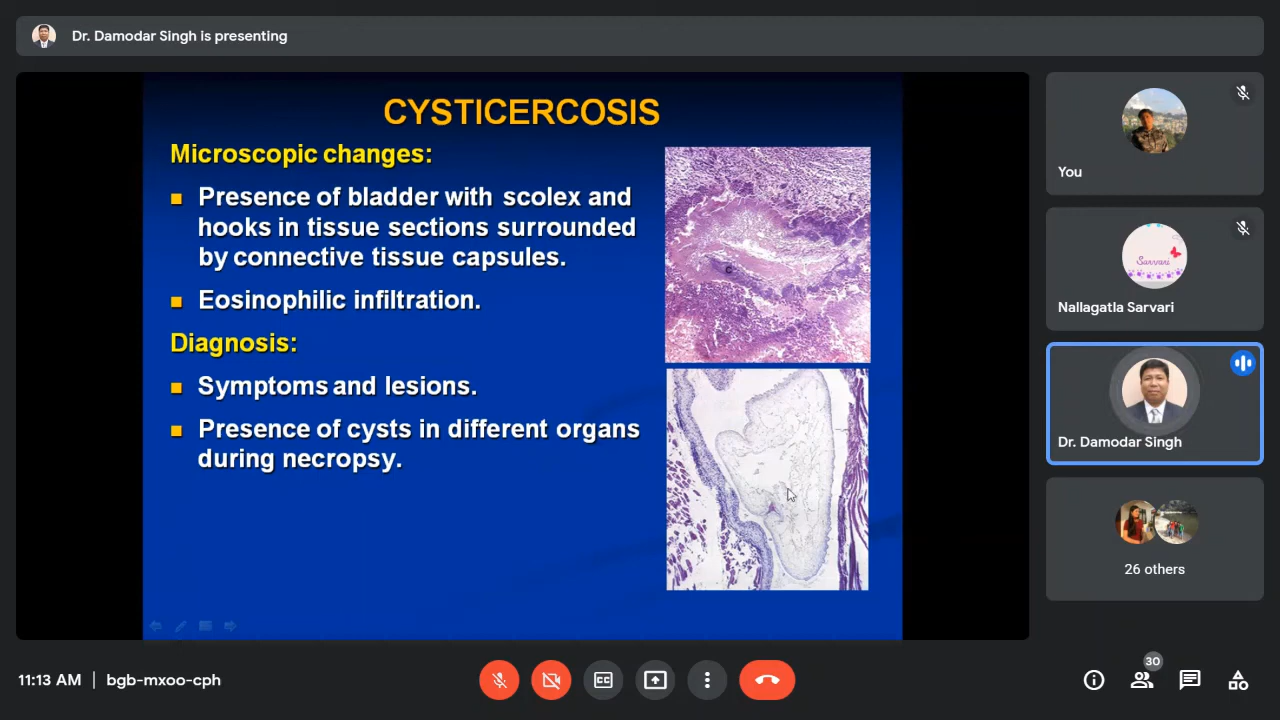 Dr. Damodar Singh is presenting
CYSTICERCOSIS
Microscopic changes:
Presence of bladder with scolex and
hooks in tissue sections surrounded
by connective tissue capsules.
Eosinophilic infiltration.
Diagnosis:
Symptoms and lesions.
Presence of cysts in different organs
during necropsy.
C
You
Sarvari
Nallagatla Sarvari
Dr. Damodar Singh
26 others
11:13 AM | bgb-mxoo-cph
CC
30